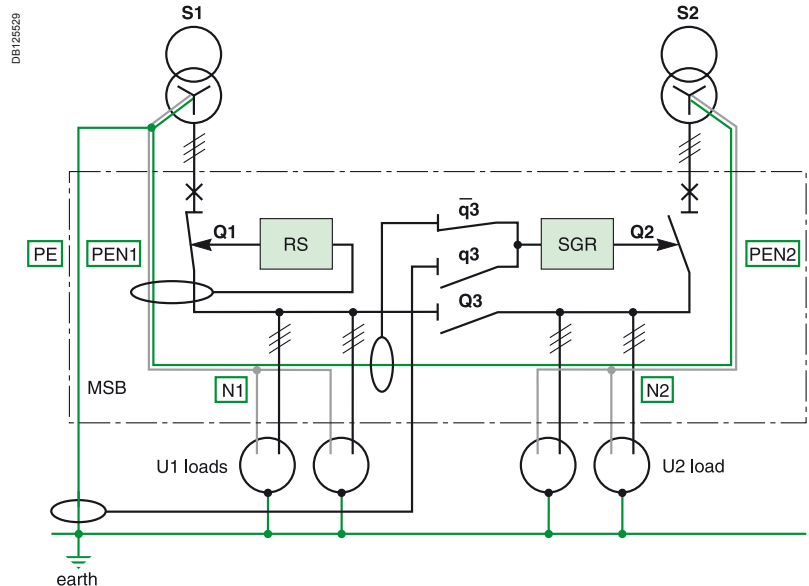 DB125529
S1
S2
q3
Q1
RS
SGR
Q2
PE
PEN1
q3
PEN2
Q3
MSB
N1
N2
U1 loads
U2 load
earth